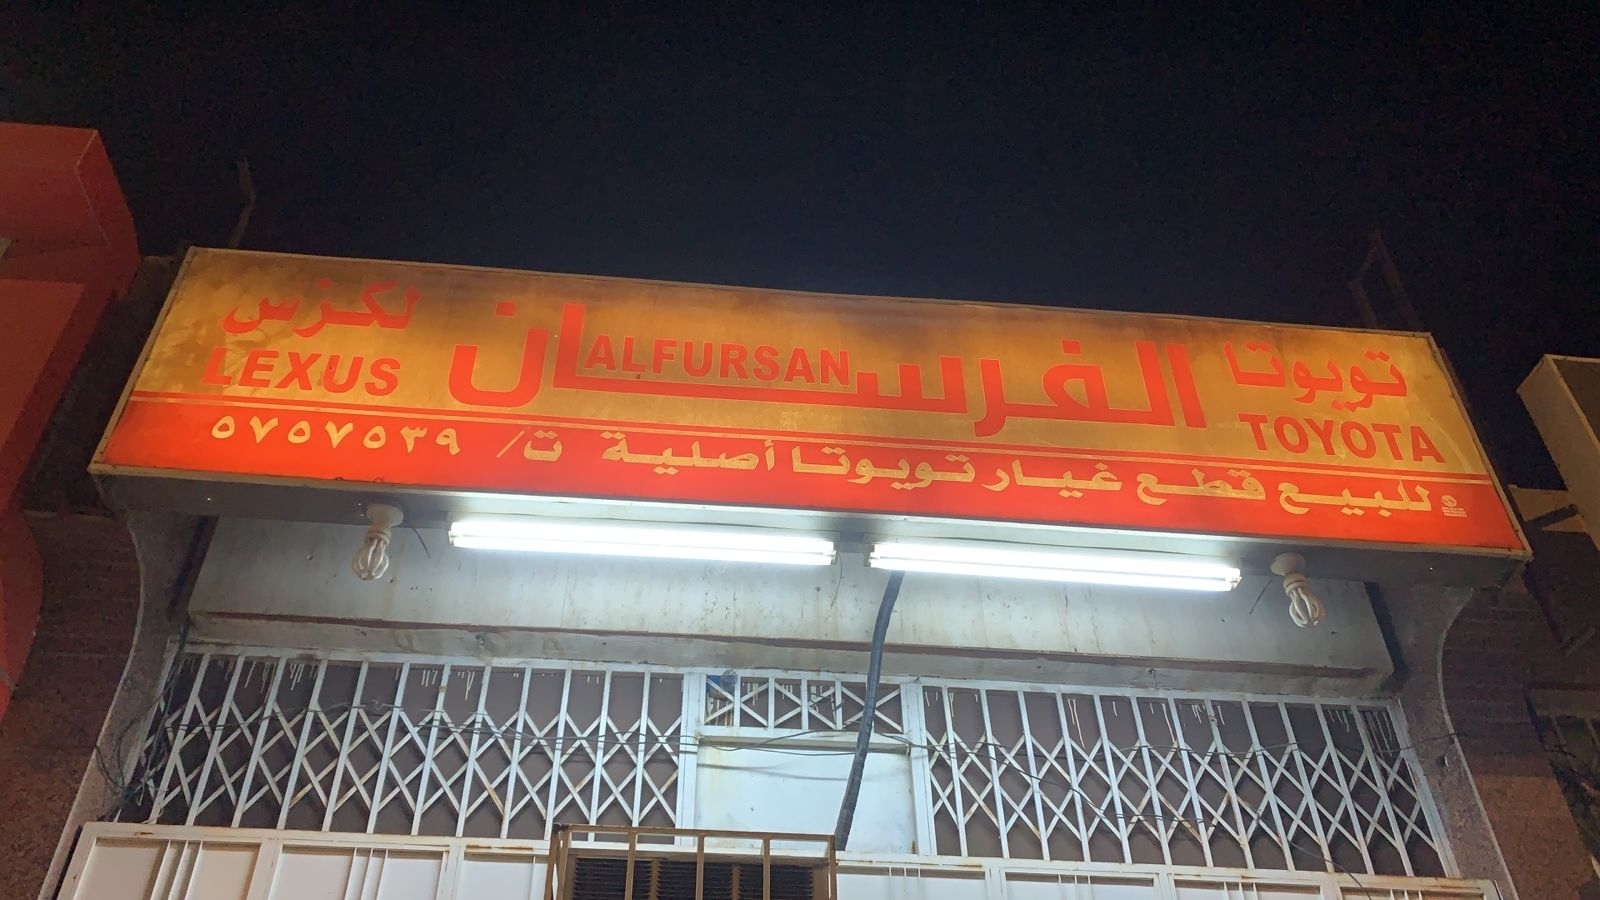 تويوتا
TOYOTA
الفرسان
ALFURSAN
لكزس
LEXUS
للبيع قطع غيار تويوتا أصلية ت/ ٥٧٥٧٥٣٩